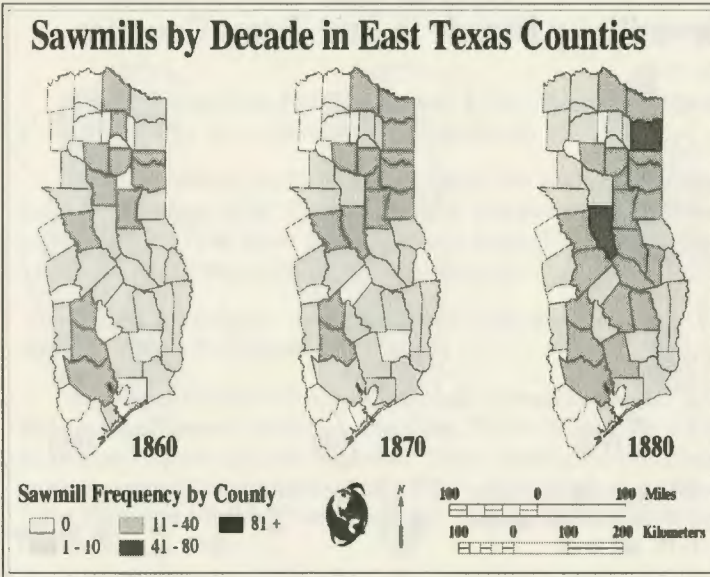 Sawmills by Decade in East Texas Counties
1860
1870
1880
Sawmill Frequency by County
0
11 - 40
81 +
1 - 10
41 - 80
N
100 0 100 Miles
100 0 100 200 Kilometers